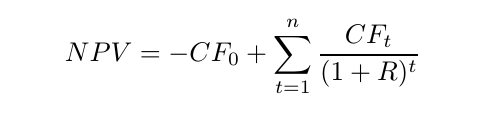 NPV = -CF_0 + \sum_{t=1}^{n} \frac{CF_t}{(1 + R)^t}